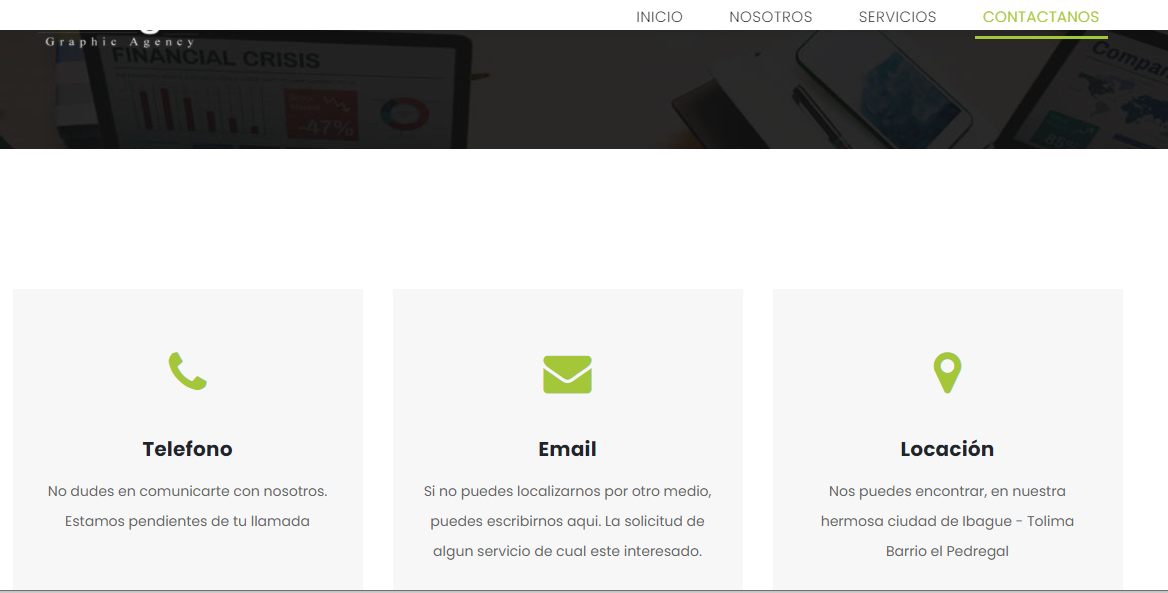 INICIO NOSOTROS SERVICIOS CONTACTANOS
Graphic Agency
FINANCIAL CRISIS
Company
-47%
85%
Telefono
No dudes en comunicarte con nosotros.
Estamos pendientes de tu llamada
Email
Si no puedes localizarnos por otro medio,
puedes escribirnos aqui. La solicitud de
algun servicio de cual este interesado.
Locación
Nos puedes encontrar, en nuestra
hermosa ciudad de Ibague - Tolima
Barrio el Pedregal